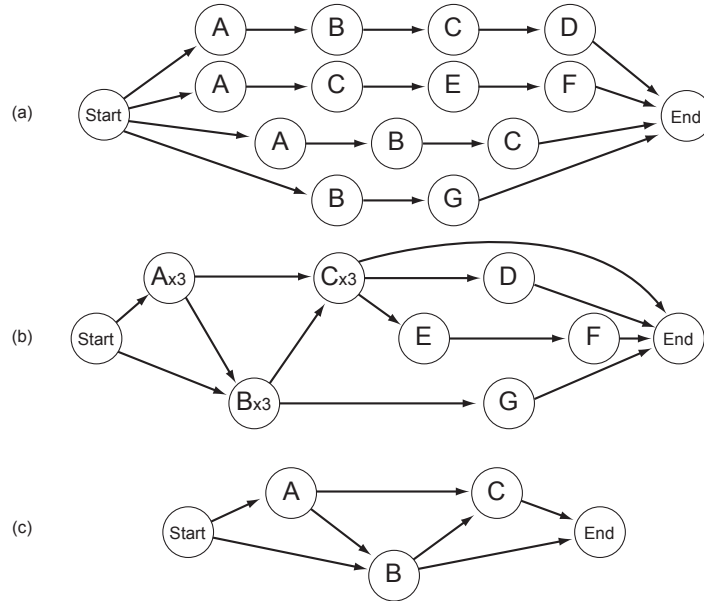 A B C D
A C E F
(a) Start End
A B C
B G
(b) Ax3 Cx3 D
Start E F End
Bx3 G
(c) A C
Start End
B